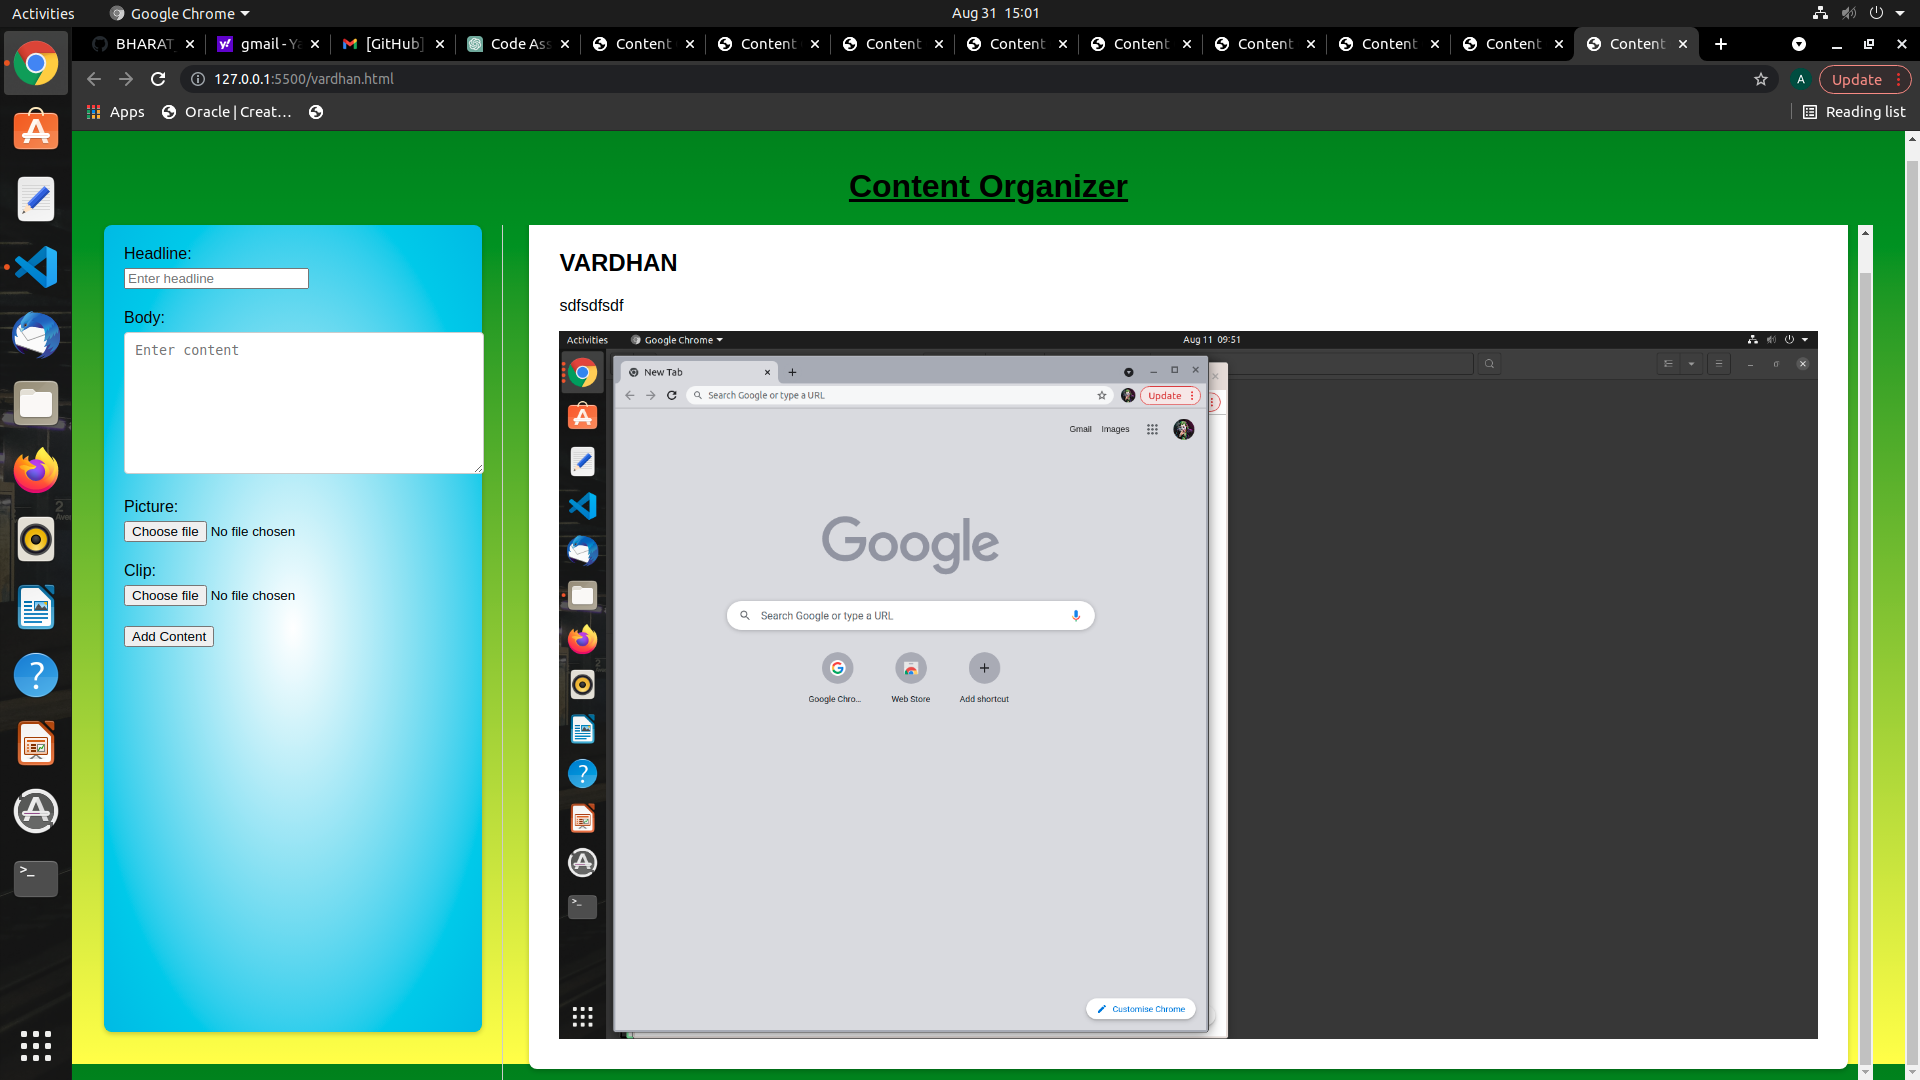 Activities Google Chrome Aug 31 15:01
BHARAT_ gmail - Ya [GitHub] Code Ass Content Content Content Content Content Content Content Content Content
127.0.0.1:5500/vardhan.html A Update
Apps Oracle | Creat… Reading list
Content Organizer
Headline:
Enter headline
Body:
Enter content
Picture:
Choose file No file chosen
Clip:
Choose file No file chosen
Add Content
VARDHAN
sdfsdfsdf
Activities Google Chrome Aug 11 09:51
New Tab
Search Google or type a URL Update
Gmail Images
Google
Search Google or type a URL
Google Chro... Web Store Add shortcut
Customise Chrome